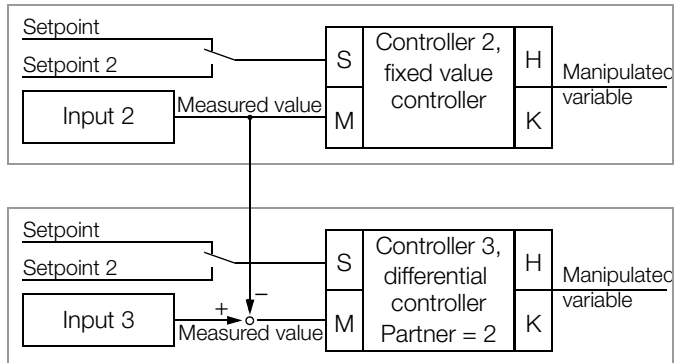 Setpoint
Setpoint 2
Input 2
Measured value
S
M
Controller 2,
fixed value
controller
H
K
Manipulated
variable
Setpoint
Setpoint 2
Input 3
+
−
Measured value
S
M
Controller 3,
differential
controller
Partner = 2
H
K
Manipulated
variable